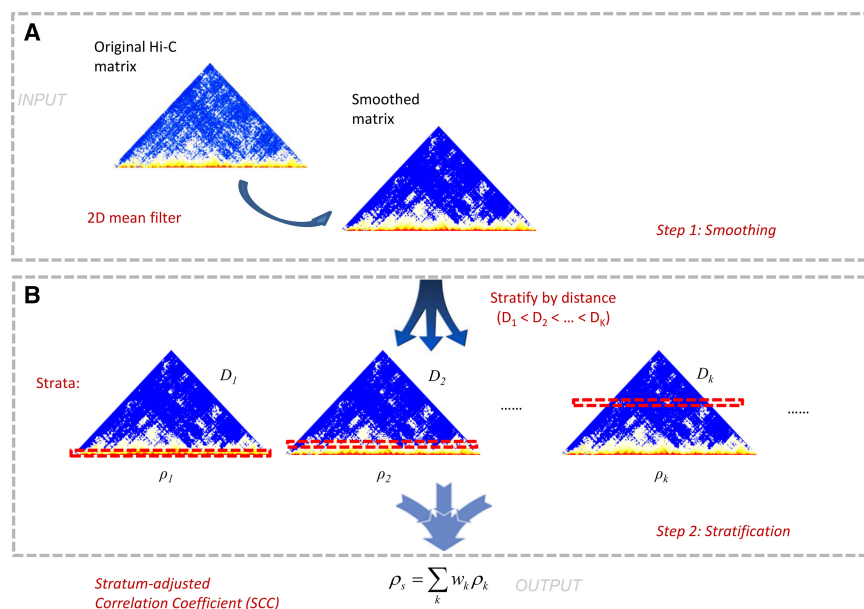 A
Original Hi-C
matrix
INPUT
Smoothed
matrix
2D mean filter
Step 1: Smoothing
B
Stratify by distance
(D₁ < D₂ < ... < Dₖ)
Strata:
D₁
D₂
......
Dₖ
......
ρ₁
ρ₂
ρₖ
Step 2: Stratification
Stratum-adjusted
Correlation Coefficient (SCC)
ρₛ = ∑ₖ wₖρₖ
OUTPUT